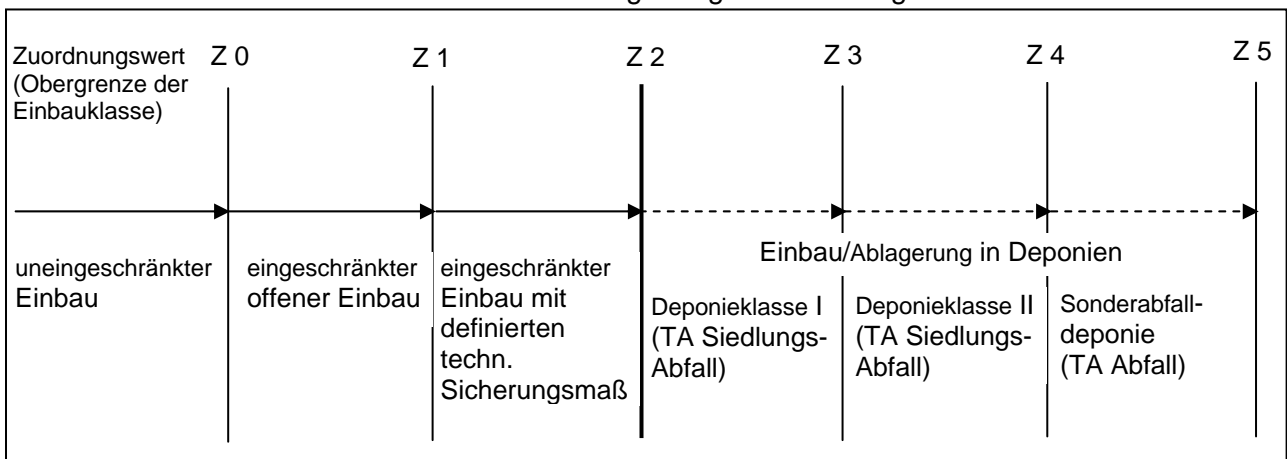 Zuordnungswert
(Obergrenze der
Einbauklasse)
Z 0
Z 1
Z 2
Z 3
Z 4
Z 5
uneingeschränkter
Einbau
eingeschränkter
offener Einbau
eingeschränkter
Einbau mit
definierten
techn.
Sicherungsmaß
Einbau/Ablagerung in Deponien
Deponieklasse I
(TA Siedlungs-
Abfall)
Deponieklasse II
(TA Siedlungs-
Abfall)
Sonderabfall-
deponie
(TA Abfall)